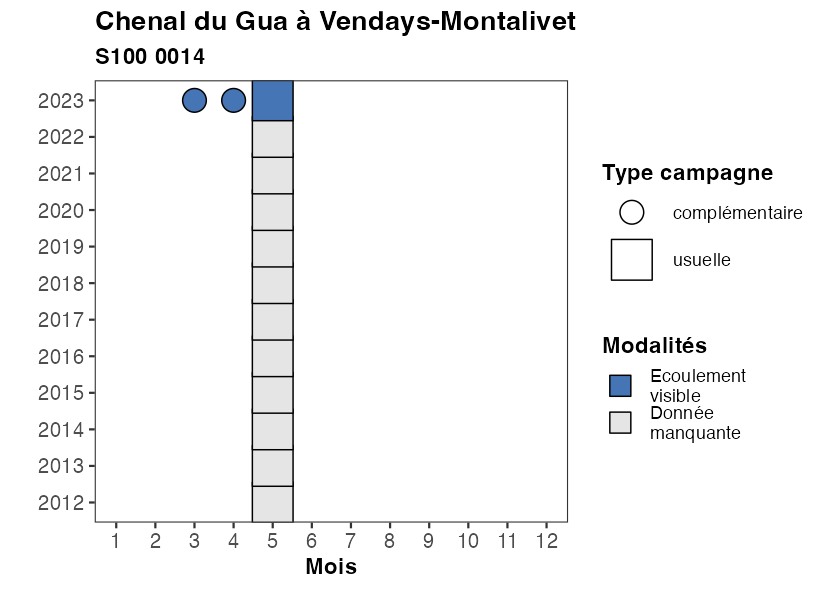 Chenal du Gua à Vendays-Montalivet
S100 0014
2023
2022
2021
2020
2019
2018
2017
2016
2015
2014
2013
2012
1 2 3 4 5 6 7 8 9 10 11 12
Mois
Type campagne
complémentaire
usuelle
Modalités
Ecoulement
visible
Donnée
manquante